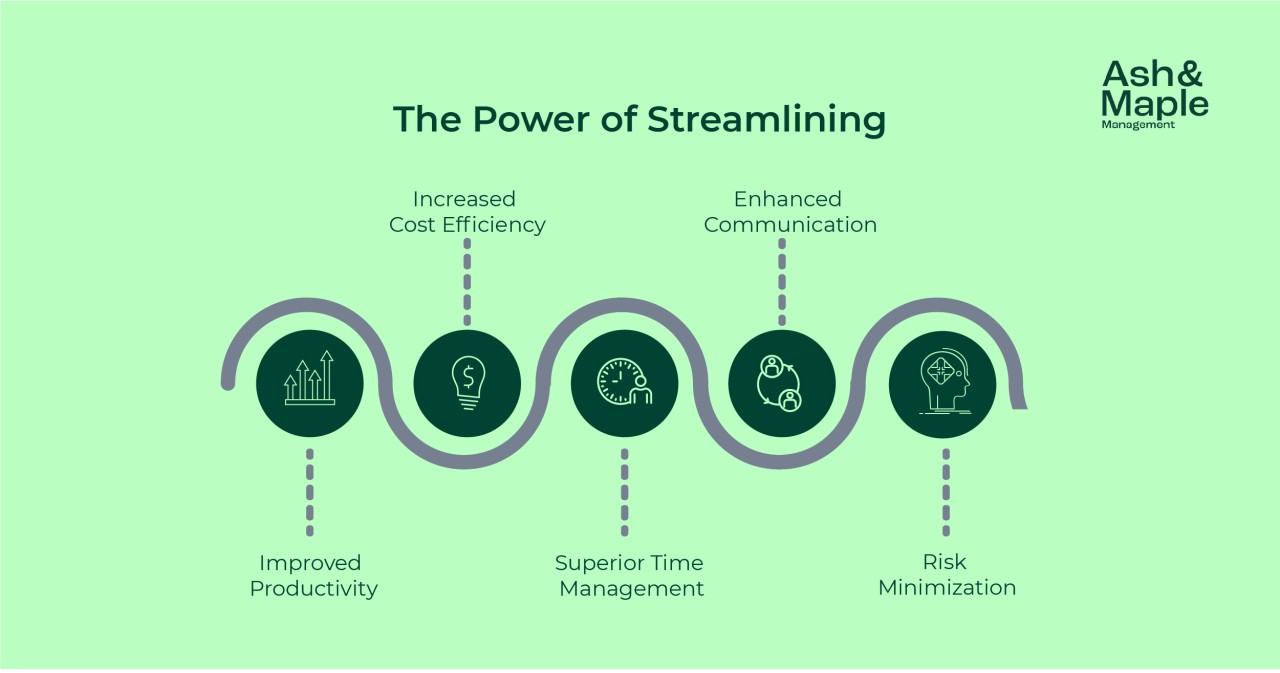 Ash&
Maple
Management
The Power of Streamlining
Increased
Cost Efficiency
Enhanced
Communication
$
Improved
Productivity
Superior Time
Management
Risk
Minimization